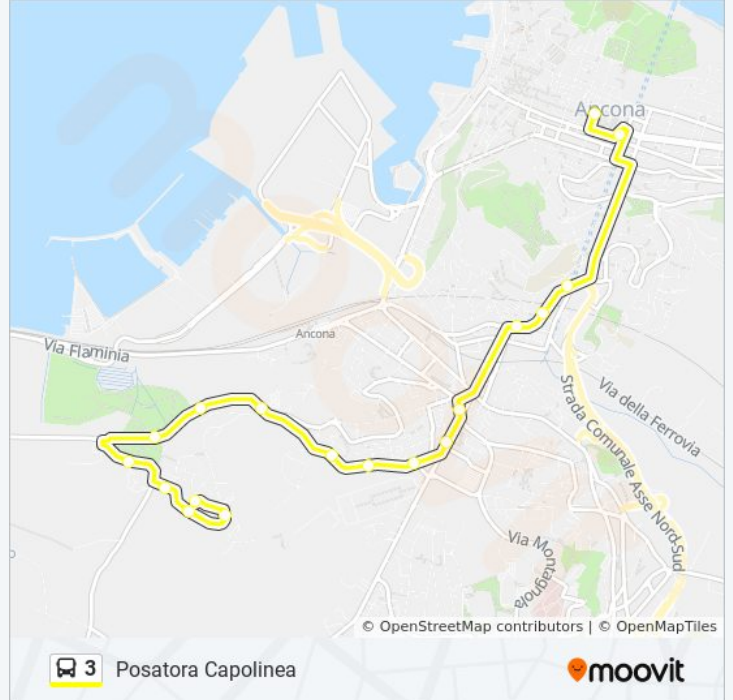 Ancona
Via Flaminia
Ancona
Via della Ferrovia
Strada Comunale Asse Nord-Sud
Via Montagnola
© OpenStreetMap contributors | © OpenMapTiles
3 Posatora Capolinea
moovit